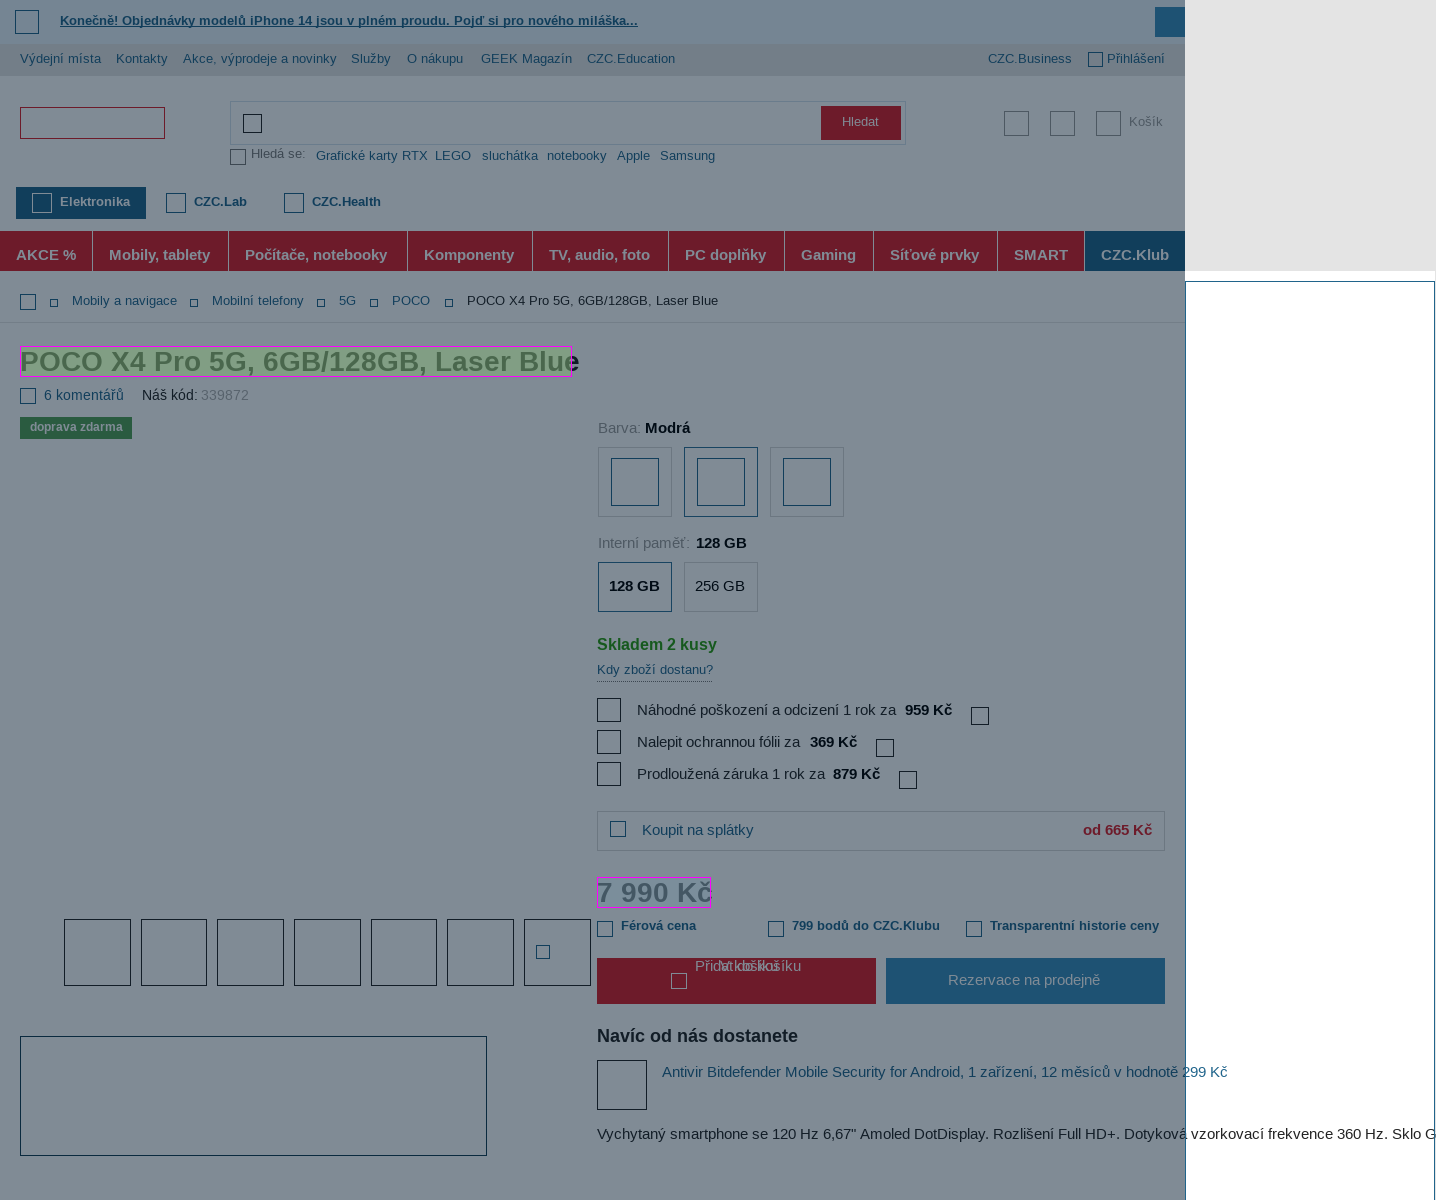 Konečně! Objednávky modelů iPhone 14 jsou v plném proudu. Pojď si pro nového miláška...
Výdejní místa Kontakty Akce, výprodeje a novinky Služby O nákupu GEEK Magazín CZC.Education CZC.Business Přihlášení
Hledat
Košík
Hledá se: Grafické karty RTX LEGO sluchátka notebooky Apple Samsung
Elektronika CZC.Lab CZC.Health
AKCE % Mobily, tablety Počítače, notebooky Komponenty TV, audio, foto PC doplňky Gaming Síťové prvky SMART CZC.Klub
Mobily a navigace Mobilní telefony 5G POCO POCO X4 Pro 5G, 6GB/128GB, Laser Blue
POCO X4 Pro 5G, 6GB/128GB, Laser Blue
6 komentářů Náš kód: 339872
doprava zdarma
Barva: Modrá
Interní paměť: 128 GB
128 GB 256 GB
Skladem 2 kusy
Kdy zboží dostanu?
Náhodné poškození a odcizení 1 rok za 959 Kč
Nalepit ochrannou fólii za 369 Kč
Prodloužená záruka 1 rok za 879 Kč
Koupit na splátky od 665 Kč
7 990 Kč
Férová cena 799 bodů do CZC.Klubu Transparentní historie ceny
Přidat do košíku
V košíku
Rezervace na prodejně
Navíc od nás dostanete
Antivir Bitdefender Mobile Security for Android, 1 zařízení, 12 měsíců v hodnotě 299 Kč
Vychytaný smartphone se 120 Hz 6,67" Amoled DotDisplay. Rozlišení Full HD+. Dotyková vzorkovací frekvence 360 Hz. Sklo G